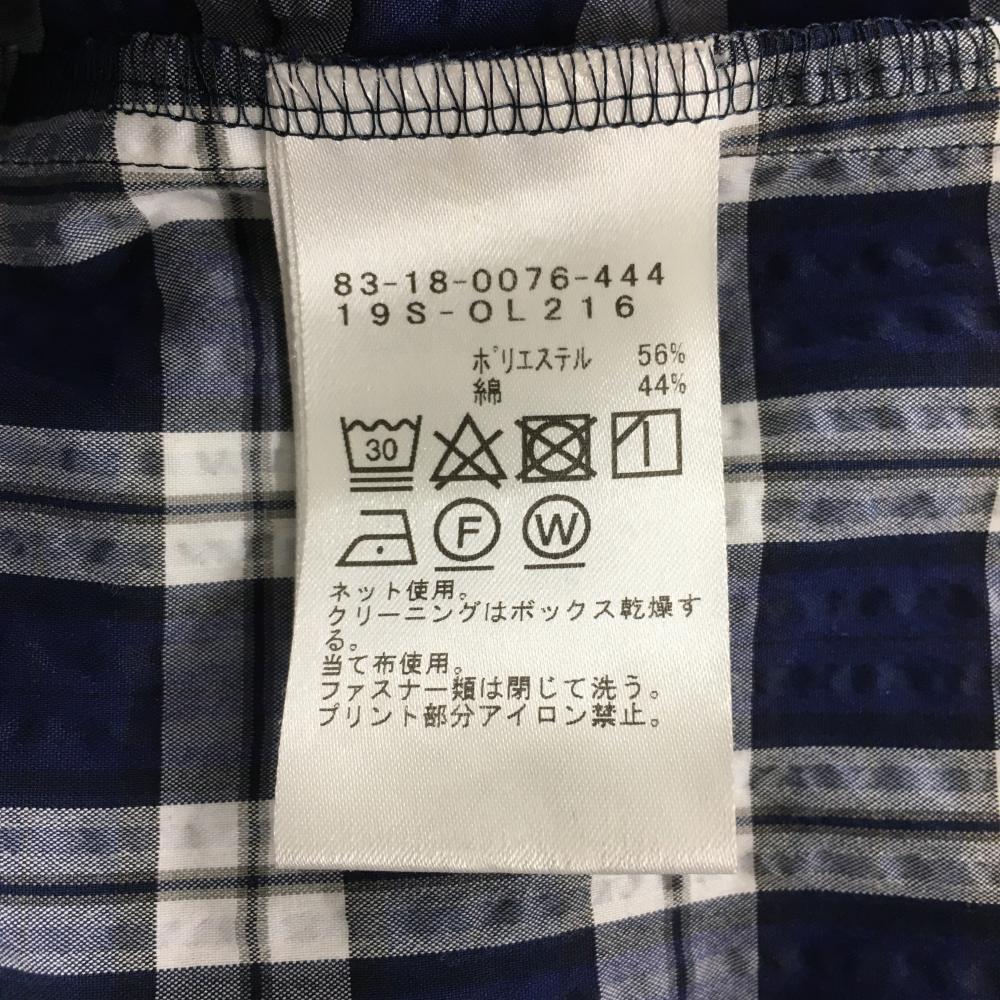 83-18-0076-444
19S-OL216
ポリエステル 56%
綿 44%
30
F W
ネット使用。
クリーニングはボックス乾燥す
る。
当て布使用。
ファスナー類は閉じて洗う。
プリント部分アイロン禁止。